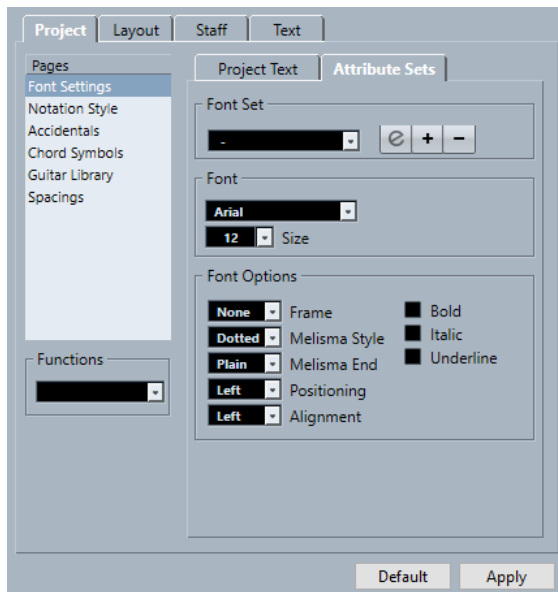 Project Layout Staff Text
Pages
Font Settings
Notation Style
Accidentals
Chord Symbols
Guitar Library
Spacings
Functions
Project Text Attribute Sets
Font Set
- e + −
Font
Arial
12 Size
Font Options
None Frame
Dotted Melisma Style
Plain Melisma End
Left Positioning
Left Alignment
Bold
Italic
Underline
Default Apply